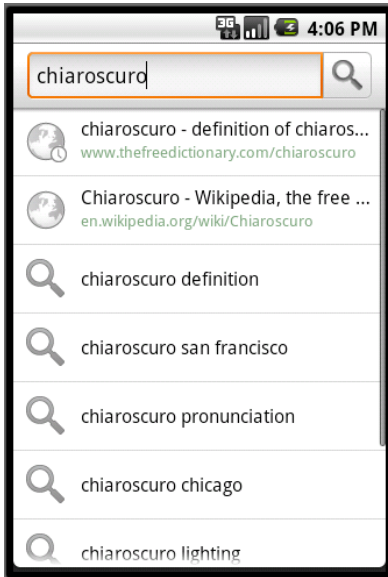 3G 4:06 PM
chiaroscuro
chiaroscuro - definition of chiaros...
www.thefreedictionary.com/chiaroscuro
Chiaroscuro - Wikipedia, the free ...
en.wikipedia.org/wiki/Chiaroscuro
chiaroscuro definition
chiaroscuro san francisco
chiaroscuro pronunciation
chiaroscuro chicago
chiaroscuro lighting